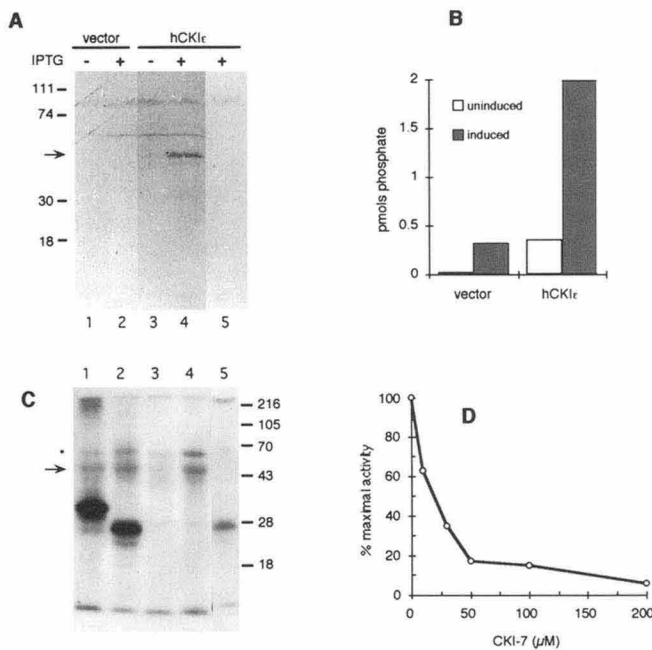 A
vector hCKIε
IPTG - + - + +
111
74
30
18
1 2 3 4 5
B
pmols phosphate
2
1.5
1
0.5
0
uninduced
induced
vector hCKIε
C
1 2 3 4 5
216
105
70
43
28
18
D
% maximal activity
100
80
60
40
20
0
0 50 100 150 200
CKI-7 (µM)